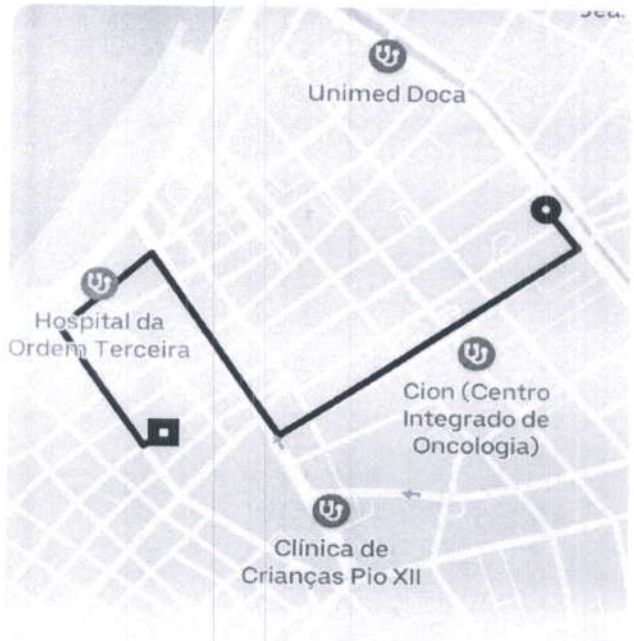 Unimed Doca
Hospital da
Ordem Terceira
Cion (Centro
Integrado de
Oncologia)
Clínica de
Crianças Pio XII